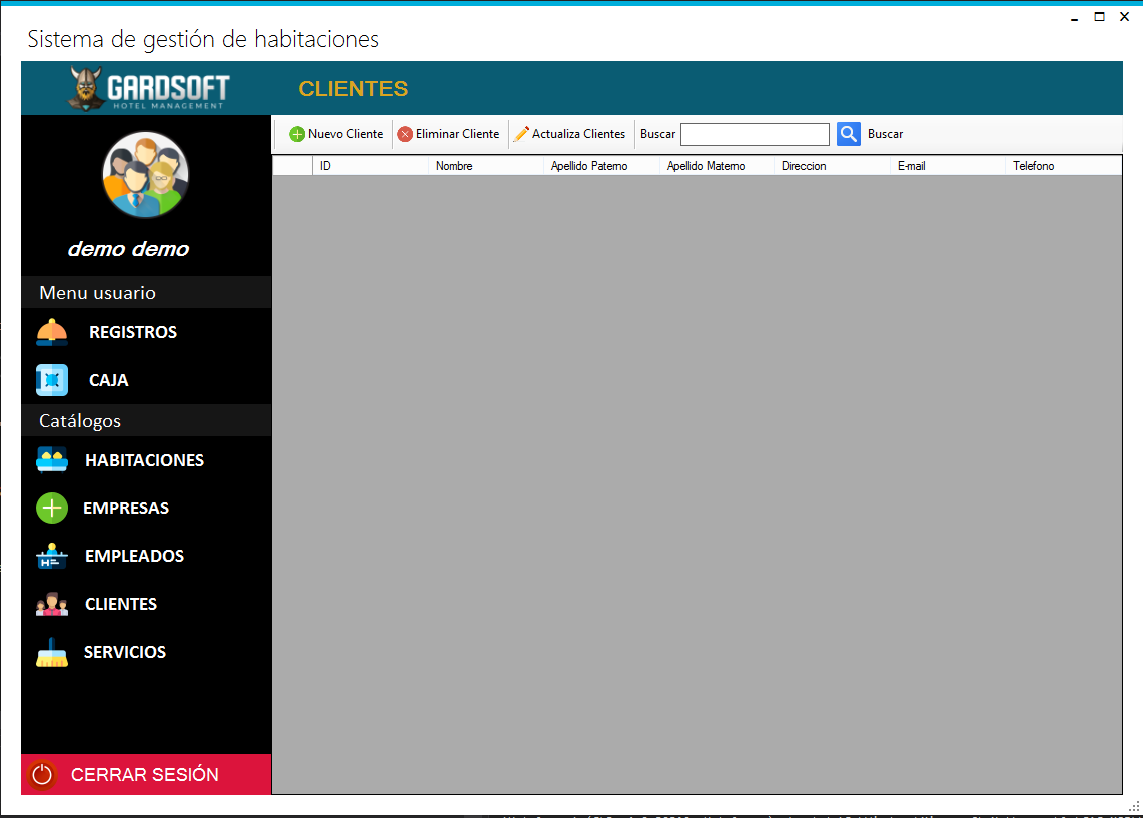 Sistema de gestión de habitaciones
GARDSOFT
HOTEL MANAGEMENT
CLIENTES
Nuevo Cliente Eliminar Cliente Actualiza Clientes Buscar Buscar
ID Nombre Apellido Paterno Apellido Materno Direccion E-mail Telefono
demo demo
Menu usuario
REGISTROS
CAJA
Catálogos
HABITACIONES
EMPRESAS
EMPLEADOS
CLIENTES
SERVICIOS
CERRAR SESIÓN